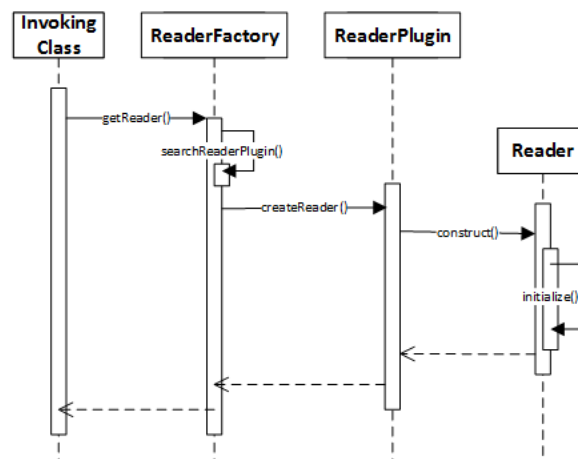 Invoking
Class
ReaderFactory
ReaderPlugin
Reader
getReader()
searchReaderPlugin()
createReader()
construct()
initialize()